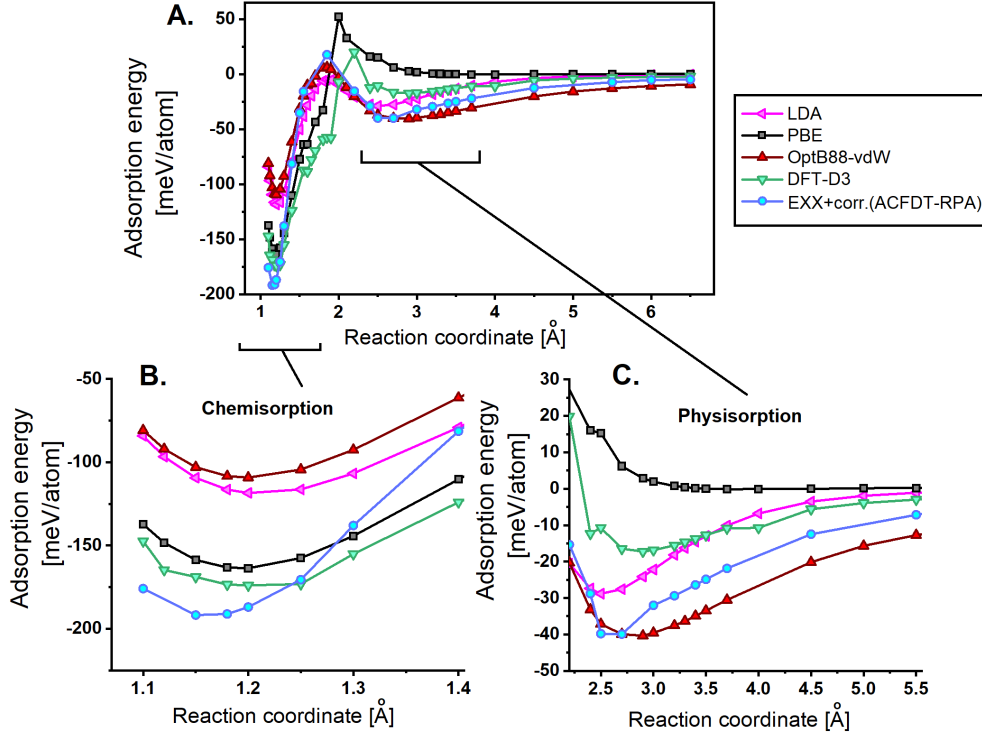 A.
Adsorption energy
[meV/atom]
50
0
-50
-100
-150
-200
1 2 3 4 5 6
Reaction coordinate [Å]
LDA
PBE
OptB88-vdW
DFT-D3
EXX+corr.(ACFDT-RPA)
B.
Chemisorption
Adsorption energy
[meV/atom]
-50
-100
-150
-200
1.1 1.2 1.3 1.4
Reaction coordinate [Å]
C.
Physisorption
Adsorption energy
[meV/atom]
30
20
10
0
-10
-20
-30
-40
-50
2.5 3.0 3.5 4.0 4.5 5.0 5.5
Reaction coordinate [Å]